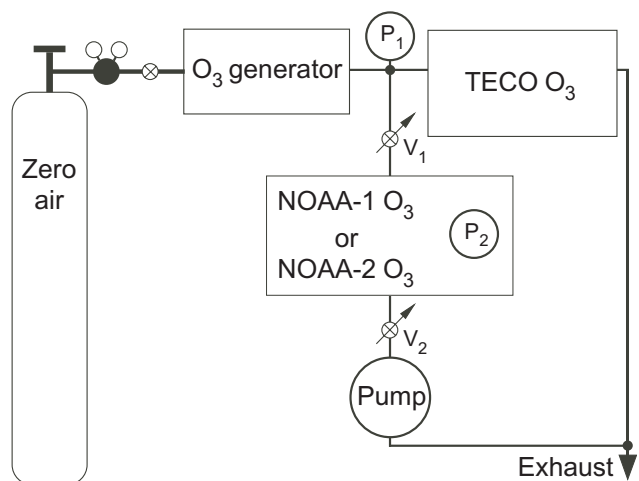 P₁
O₃ generator
TECO O₃
Zero
air
V₁
NOAA-1 O₃
or
NOAA-2 O₃
P₂
V₂
Pump
Exhaust